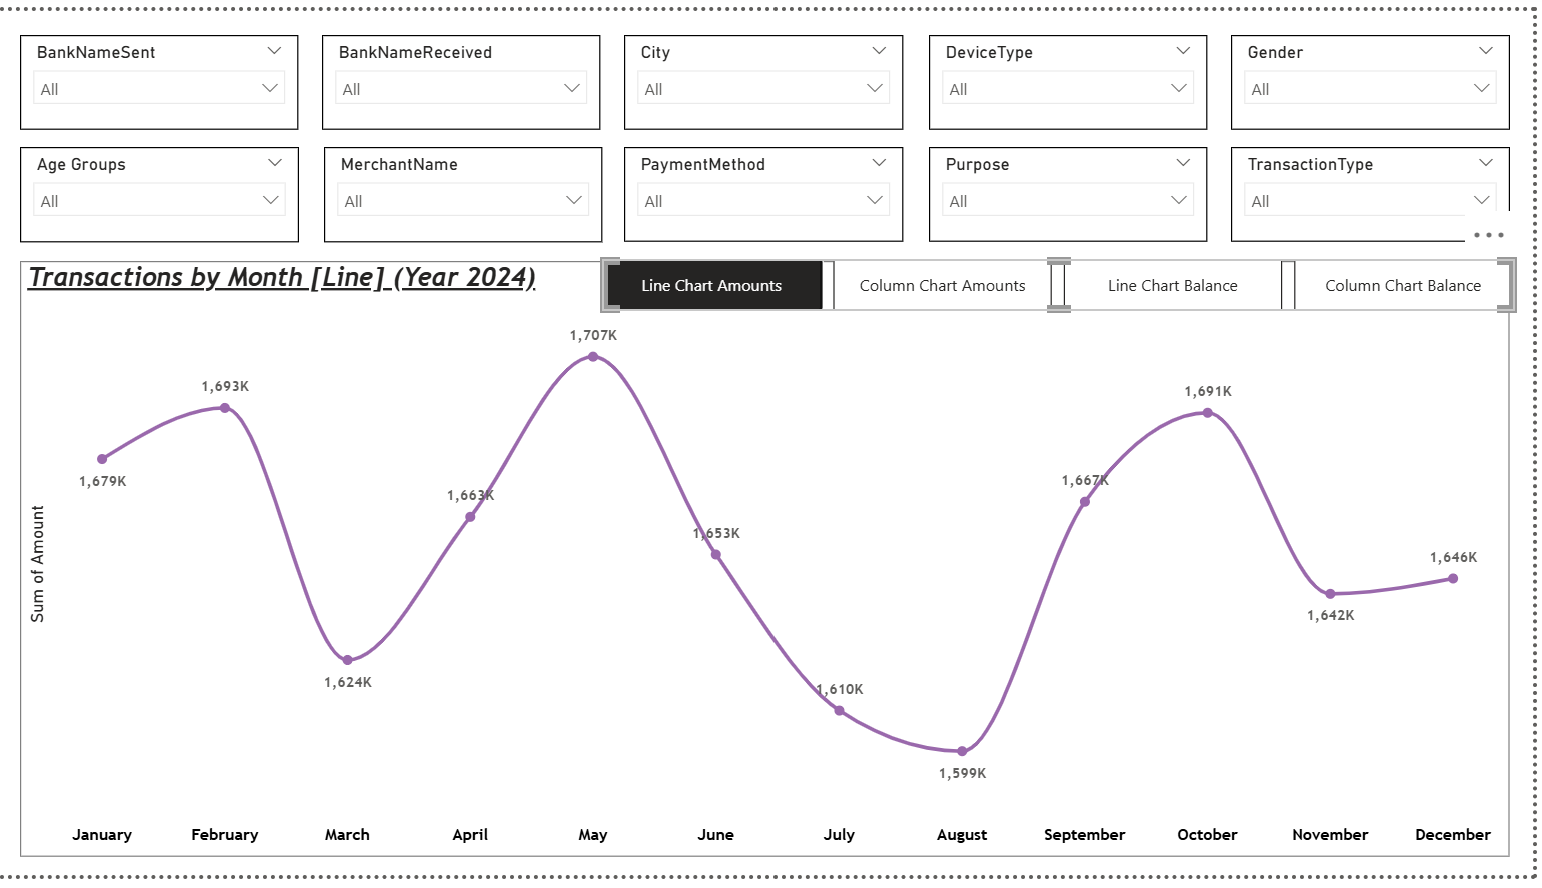 BankNameSent
All
BankNameReceived
All
City
All
DeviceType
All
Gender
All
Age Groups
All
MerchantName
All
PaymentMethod
All
Purpose
All
TransactionType
All
Transactions by Month [Line] (Year 2024)
Line Chart Amounts
Column Chart Amounts
Line Chart Balance
Column Chart Balance
Sum of Amount
1,679K
1,693K
1,624K
1,663K
1,707K
1,653K
1,610K
1,599K
1,667K
1,691K
1,642K
1,646K
January
February
March
April
May
June
July
August
September
October
November
December